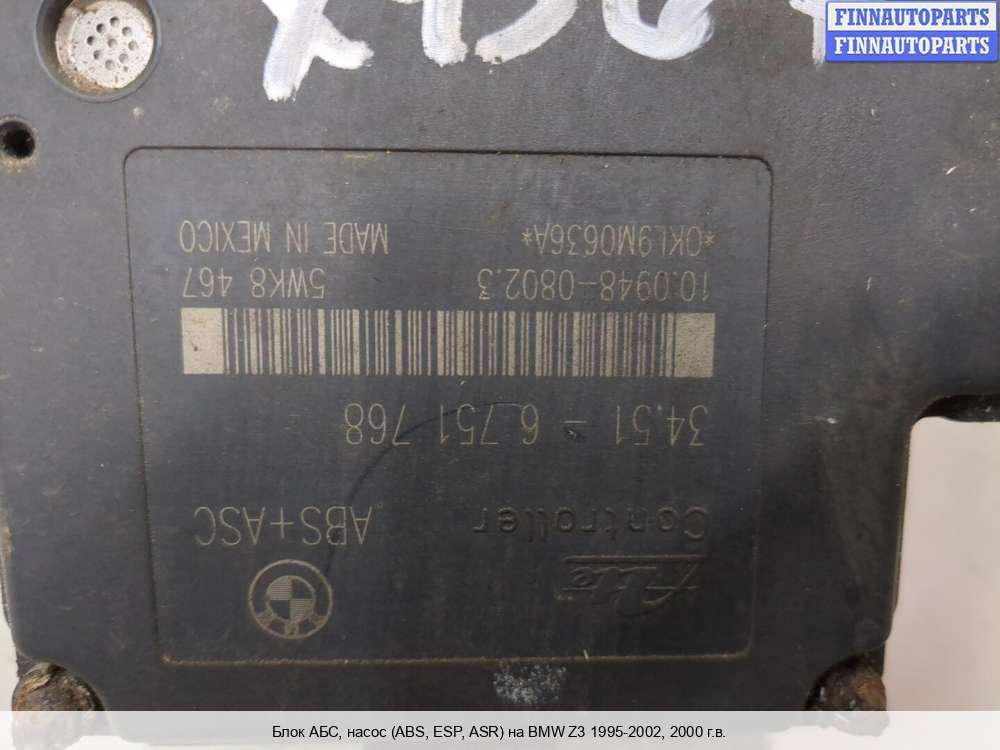 FINNAUTOPARTS
FINNAUTOPARTS
Ate
Controller ABS+ASC
34.51 - 6 751 768
10.0948-0802.3 5WK8 467
*OKL9M0636A* MADE IN MEXICO
Блок АБС, насос (ABS, ESP, ASR) на BMW Z3 1995-2002, 2000 г.в.